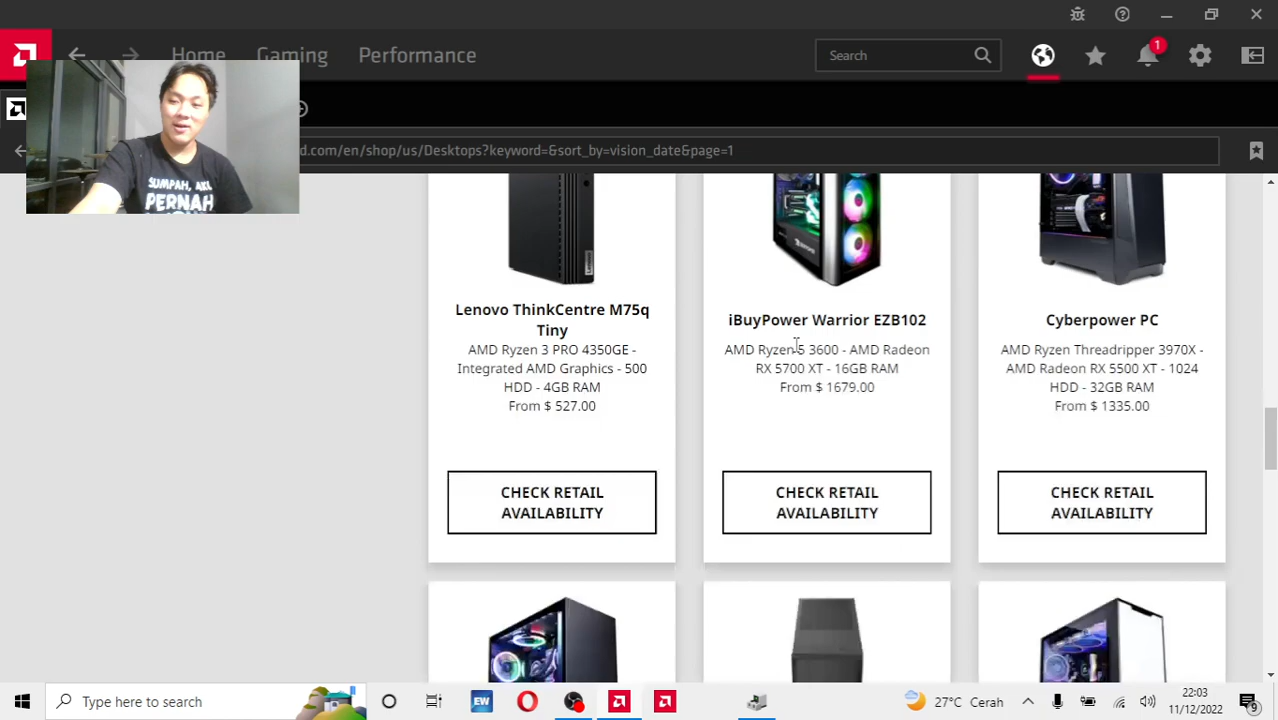 Home
Gaming
Performance
Search
1
SUMPAH, AKU
PERNAH
d.com/en/shop/us/Desktops?keyword=&sort_by=vision_date&page=1
Lenovo ThinkCentre M75q
Tiny
AMD Ryzen 3 PRO 4350GE -
Integrated AMD Graphics - 500
HDD - 4GB RAM
From $ 527.00
CHECK RETAIL
AVAILABILITY
iBuyPower Warrior EZB102
AMD Ryzen 5 3600 - AMD Radeon
RX 5700 XT - 16GB RAM
From $ 1679.00
CHECK RETAIL
AVAILABILITY
Cyberpower PC
AMD Ryzen Threadripper 3970X -
AMD Radeon RX 5500 XT - 1024
HDD - 32GB RAM
From $ 1335.00
CHECK RETAIL
AVAILABILITY
Type here to search
EW
27°C Cerah
22:03
11/12/2022
9